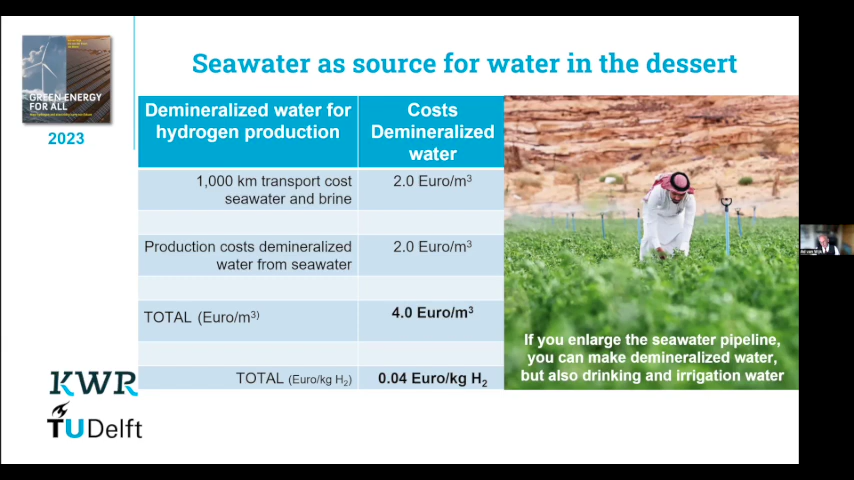 Seawater as source for water in the dessert
GREEN ENERGY
FOR ALL
2023
Demineralized water for
hydrogen production
Costs
Demineralized
water
1,000 km transport cost
seawater and brine
2.0 Euro/m³
Production costs demineralized
water from seawater
2.0 Euro/m³
TOTAL (Euro/m³)
4.0 Euro/m³
TOTAL (Euro/kg H₂)
0.04 Euro/kg H₂
If you enlarge the seawater pipeline,
you can make demineralized water,
but also drinking and irrigation water
KWR
TUDelft